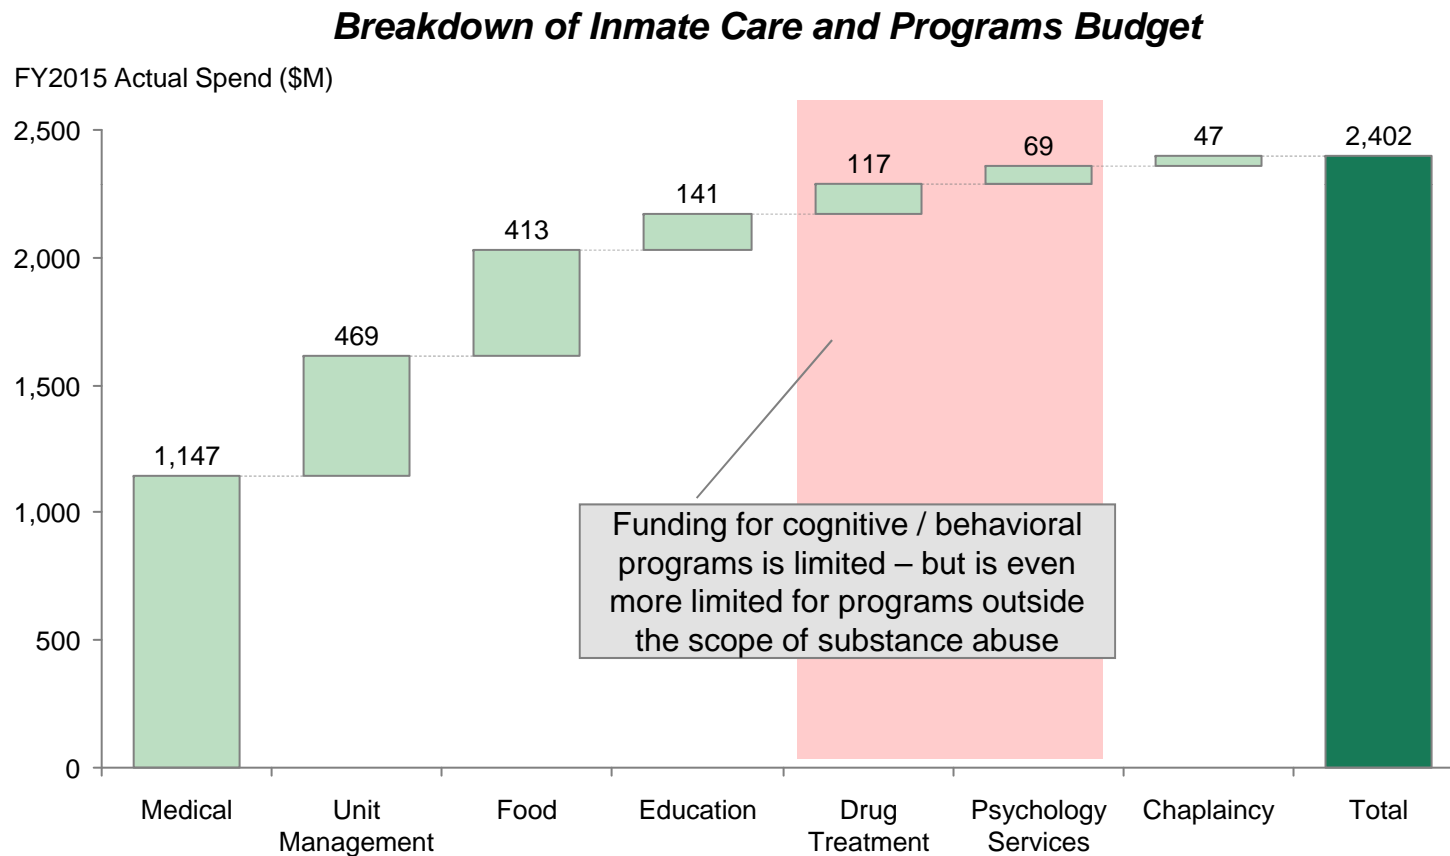 Breakdown of Inmate Care and Programs Budget
FY2015 Actual Spend ($M)
2,500
2,000
1,500
1,000
500
0
1,147
469
413
141
117
69
47
2,402
Funding for cognitive / behavioral
programs is limited – but is even
more limited for programs outside
the scope of substance abuse
Medical
Unit
Management
Food
Education
Drug
Treatment
Psychology
Services
Chaplaincy
Total